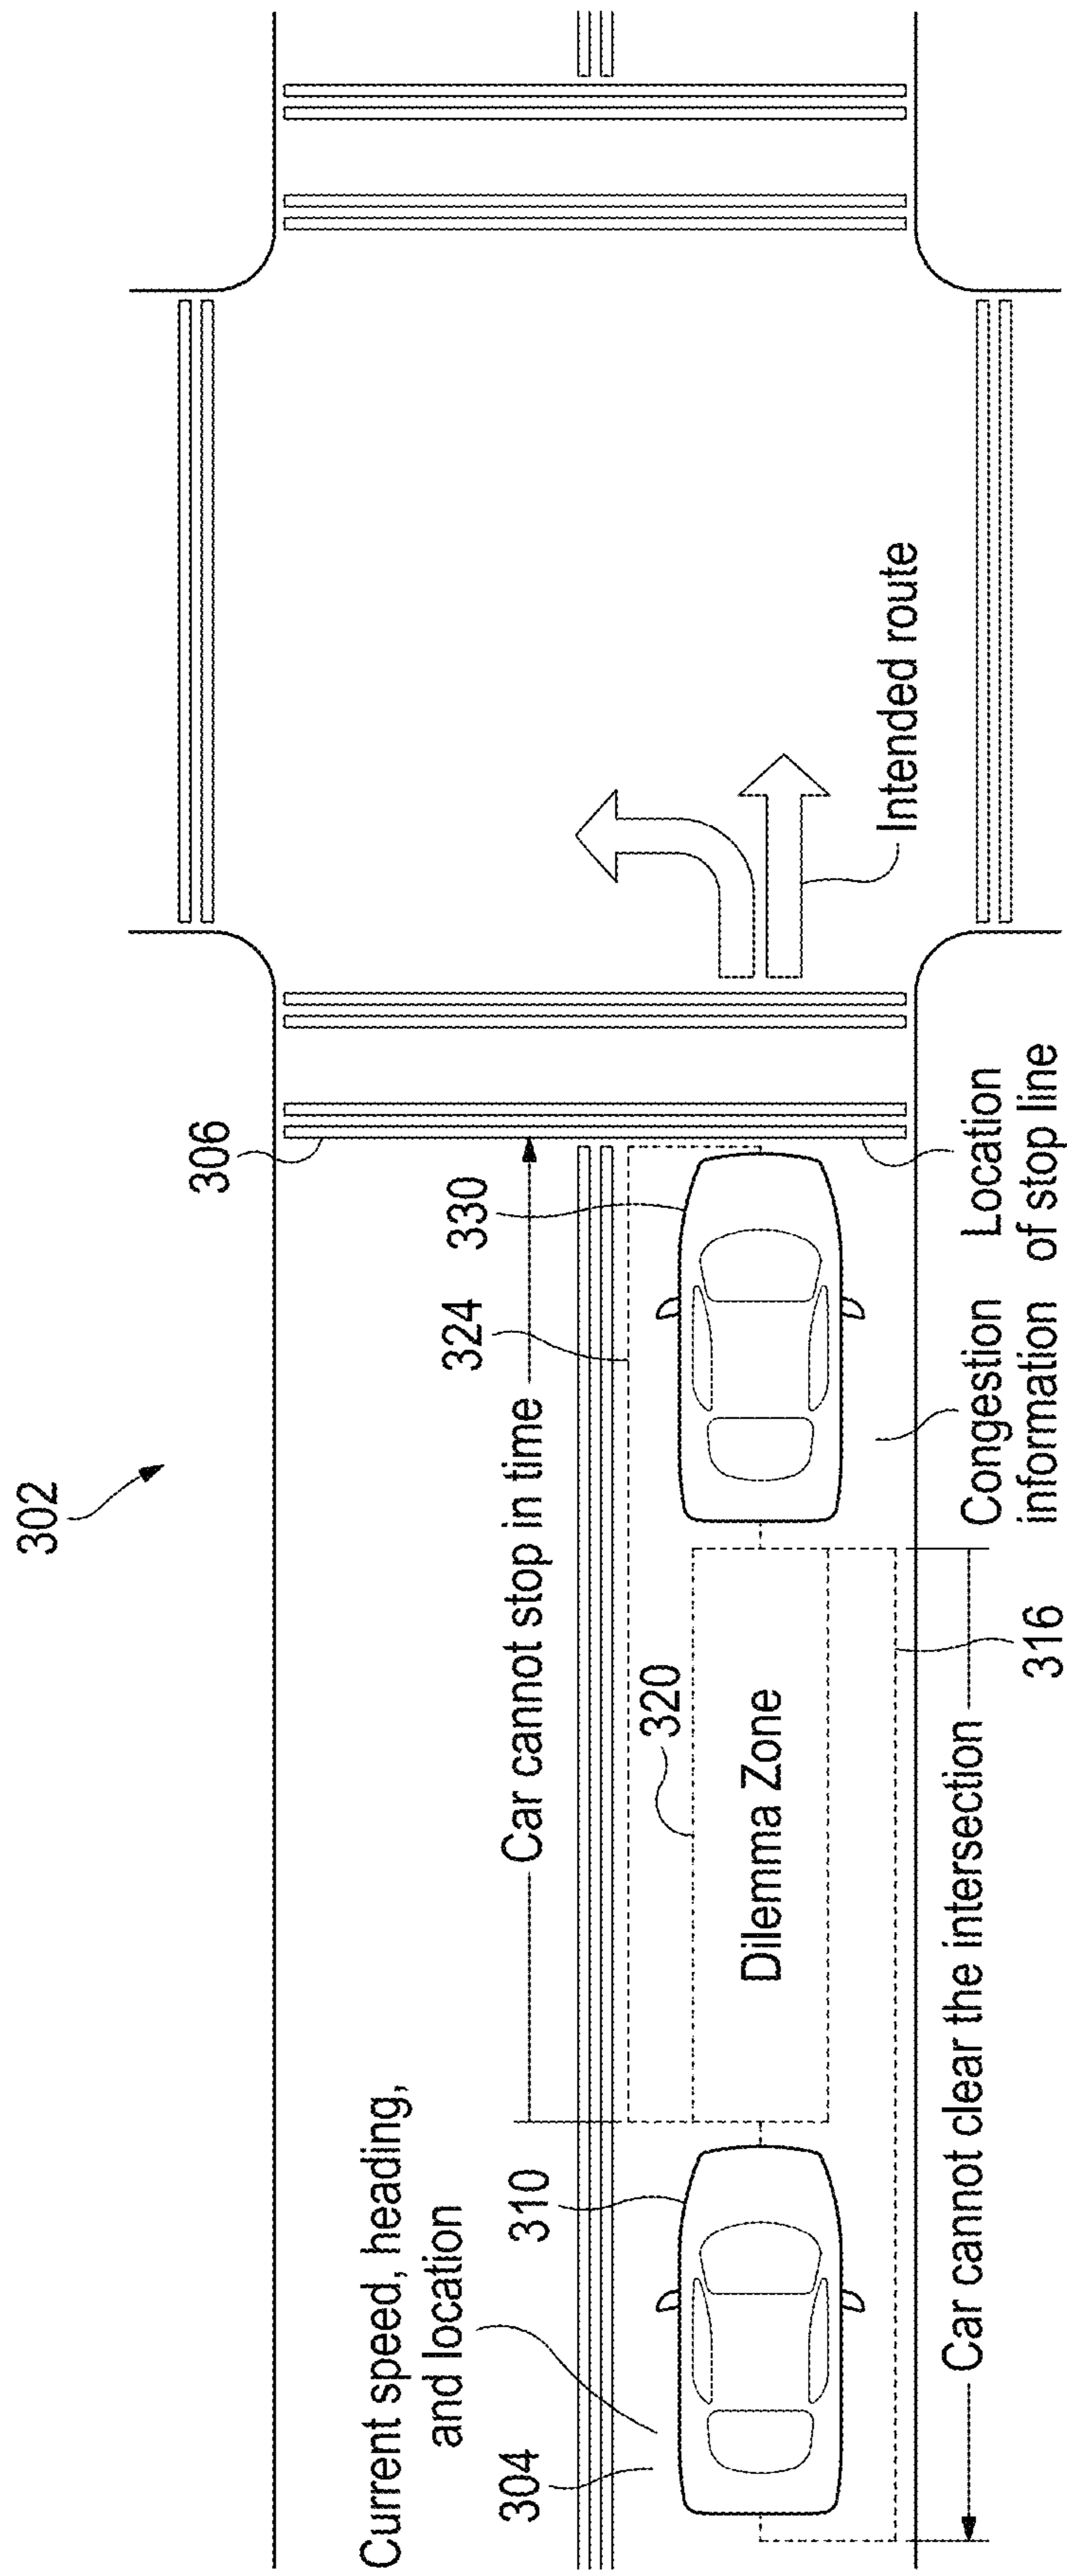 302
306
Current speed, heading,
and location
304
310
Car cannot stop in time
324
330
320
Dilemma Zone
Intended route
Car cannot clear the intersection
316
Congestion
information
Location
of stop line